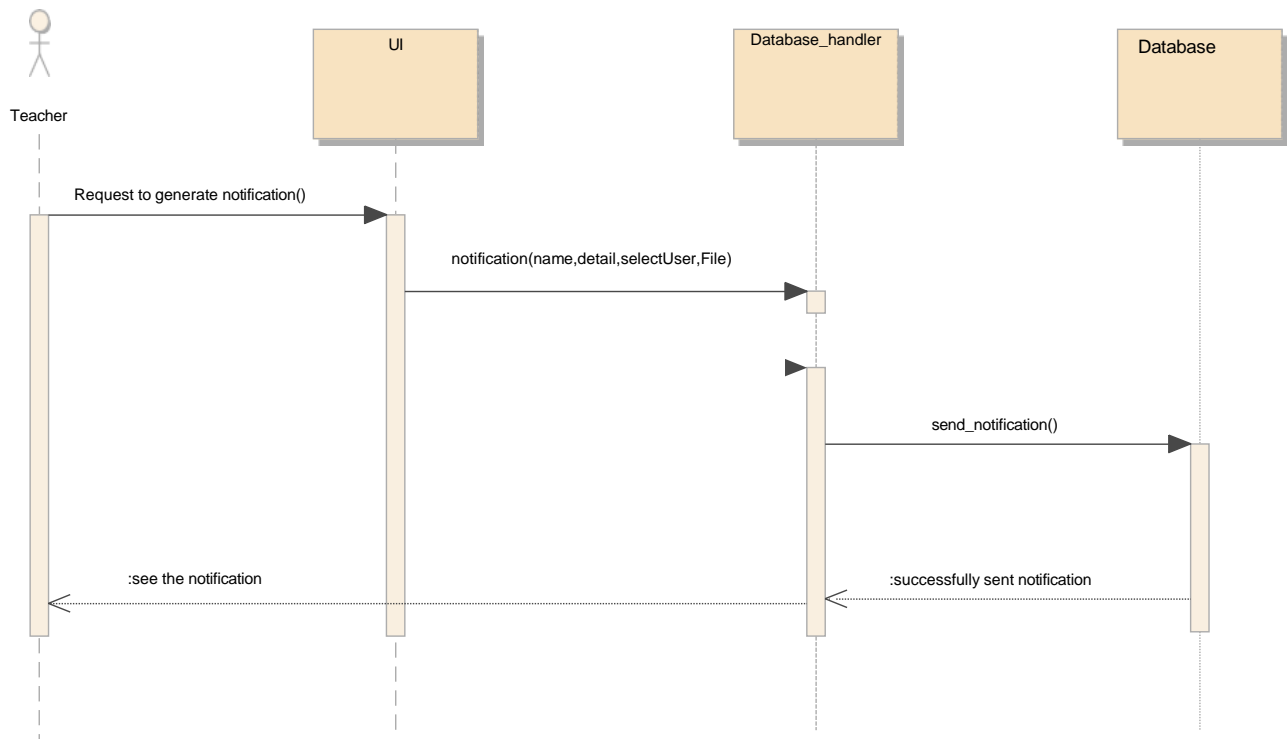 UI
Database_handler
Database
Teacher
Request to generate notification()
notification(name,detail,selectUser,File)
send_notification()
:see the notification
:successfully sent notification